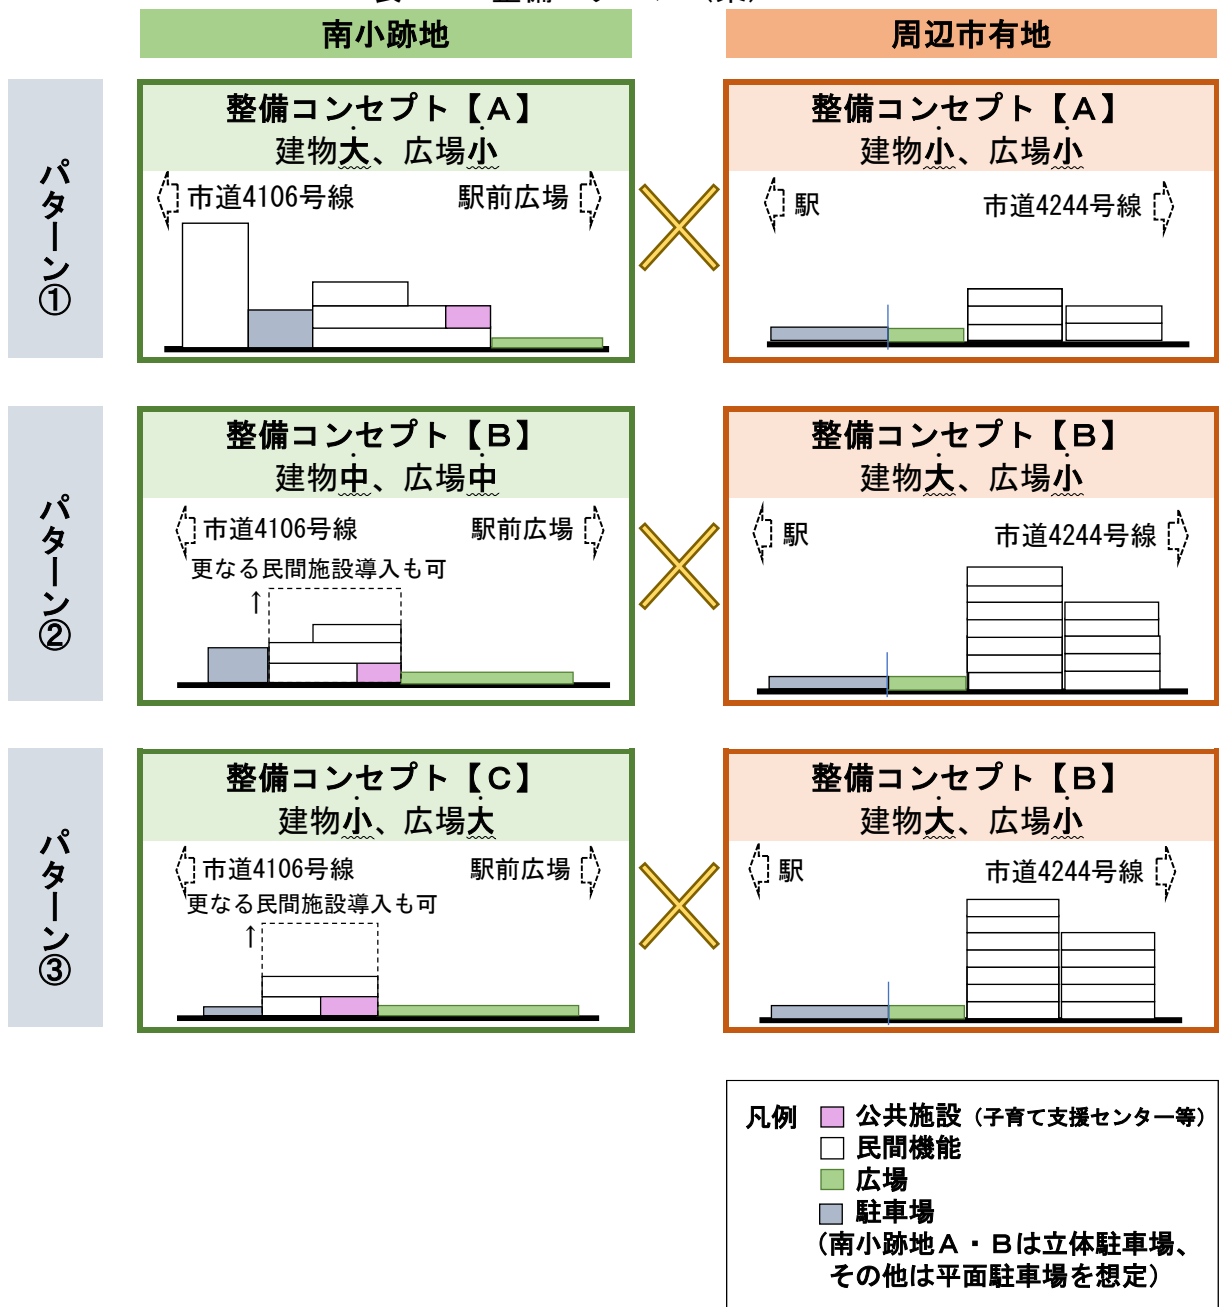 南小跡地
周辺市有地
パターン①
整備コンセプト【A】
建物大、広場小
市道4106号線
駅前広場
整備コンセプト【A】
建物小、広場小
駅
市道4244号線
パターン②
整備コンセプト【B】
建物中、広場中
市道4106号線
駅前広場
更なる民間施設導入も可
↑
整備コンセプト【B】
建物大、広場小
駅
市道4244号線
パターン③
整備コンセプト【C】
建物小、広場大
市道4106号線
駅前広場
更なる民間施設導入も可
↑
整備コンセプト【B】
建物大、広場小
駅
市道4244号線
凡例
公共施設（子育て支援センター等）
民間機能
広場
駐車場
（南小跡地A・Bは立体駐車場、
その他は平面駐車場を想定）